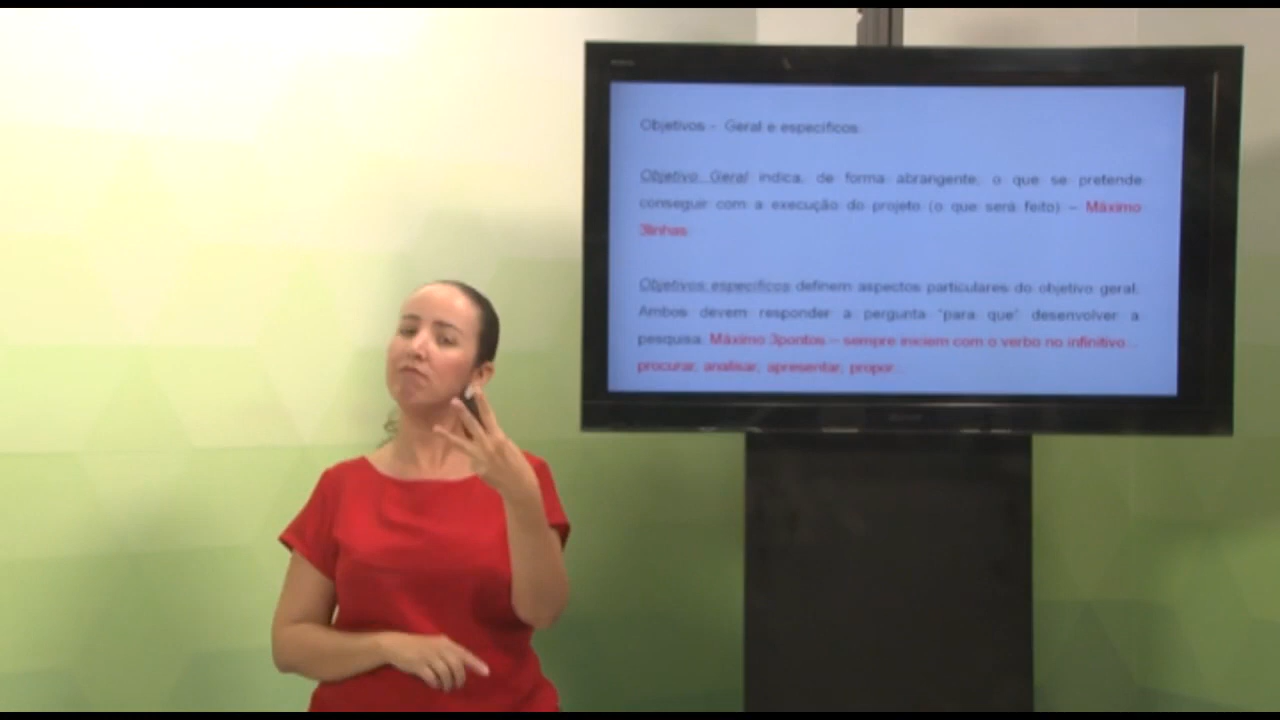 Objetivos - Geral e específicos:
Objetivo Geral indica, de forma abrangente, o que se pretende
conseguir com a execução do projeto (o que será feito) – Máximo
3linhas
Objetivos específicos definem aspectos particulares do objetivo geral.
Ambos devem responder a pergunta "para que" desenvolver a
pesquisa. Máximo 3pontos – sempre iniciem com o verbo no infinitivo...
procurar, analisar, apresentar, propor...